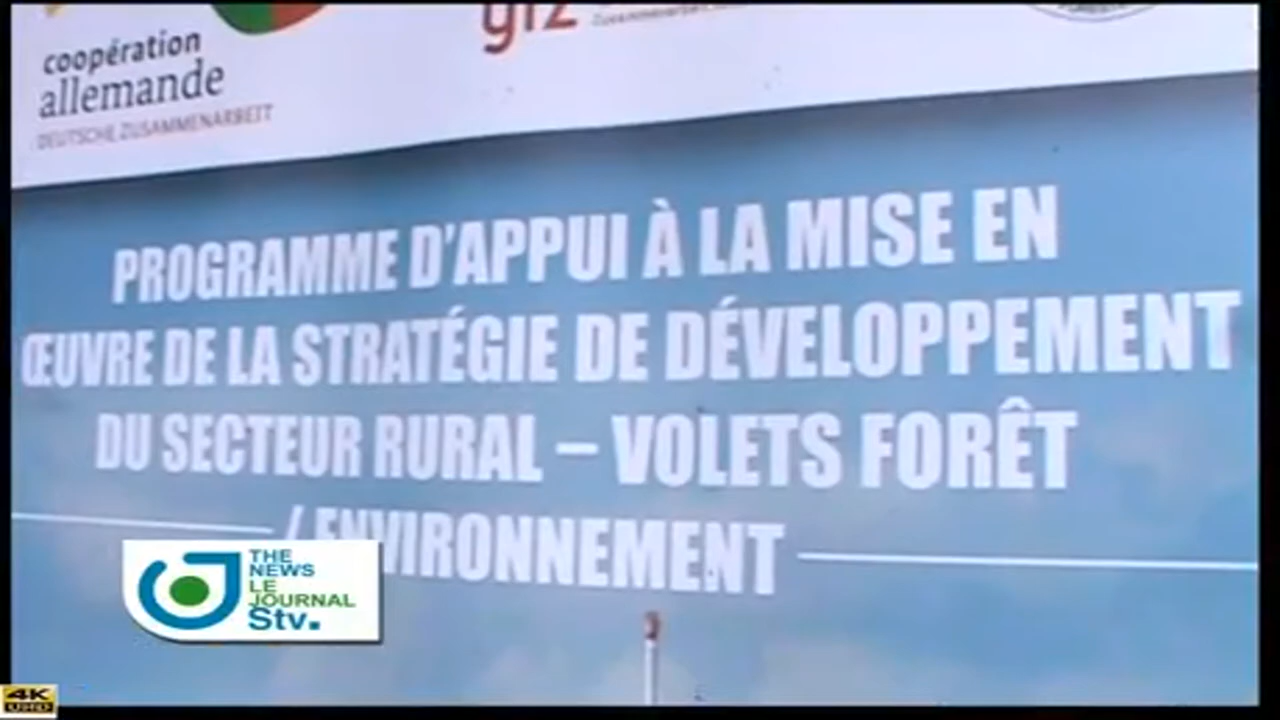 coopération
allemande
DEUTSCHE ZUSAMMENARBEIT
giz
PROGRAMME D'APPUI À LA MISE EN
ŒUVRE DE LA STRATÉGIE DE DÉVELOPPEMENT
DU SECTEUR RURAL – VOLETS FORÊT
/ ENVIRONNEMENT
THE
NEWS
LE
JOURNAL
Stv.
4K
UHD